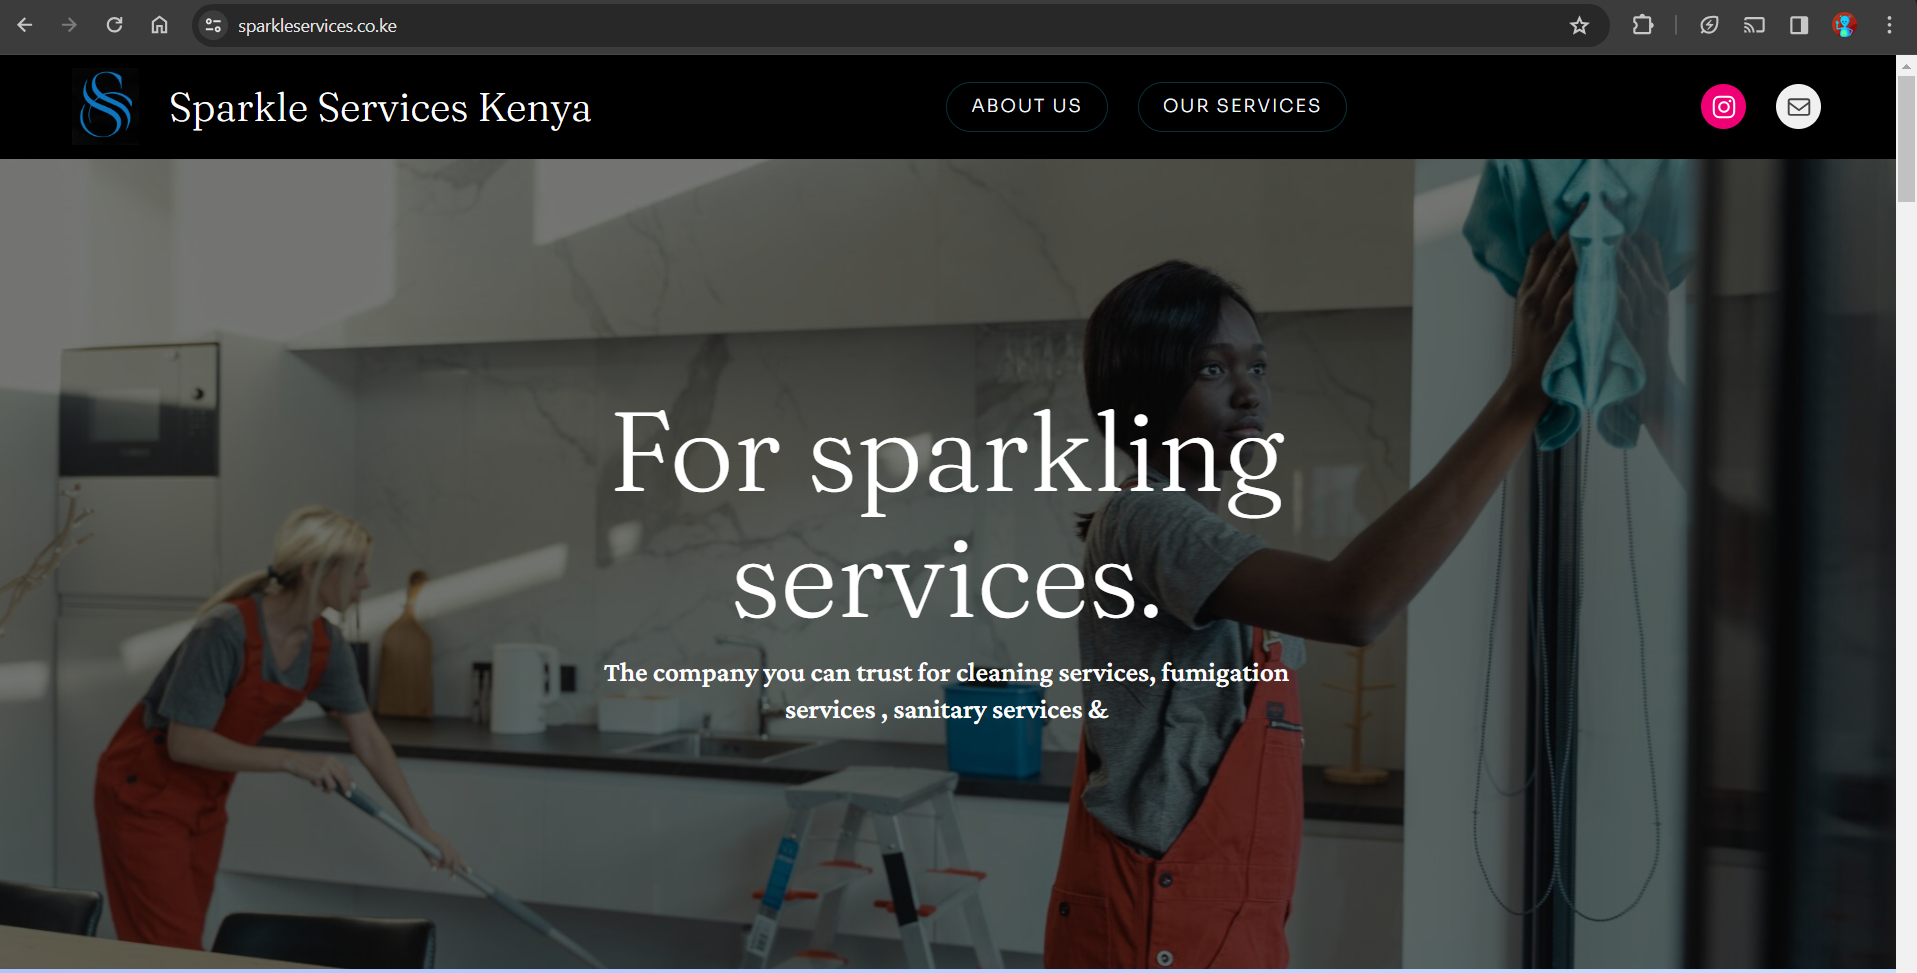 sparkleservices.co.ke
Sparkle Services Kenya
ABOUT US
OUR SERVICES
For sparkling
services.
The company you can trust for cleaning services, fumigation
services , sanitary services &